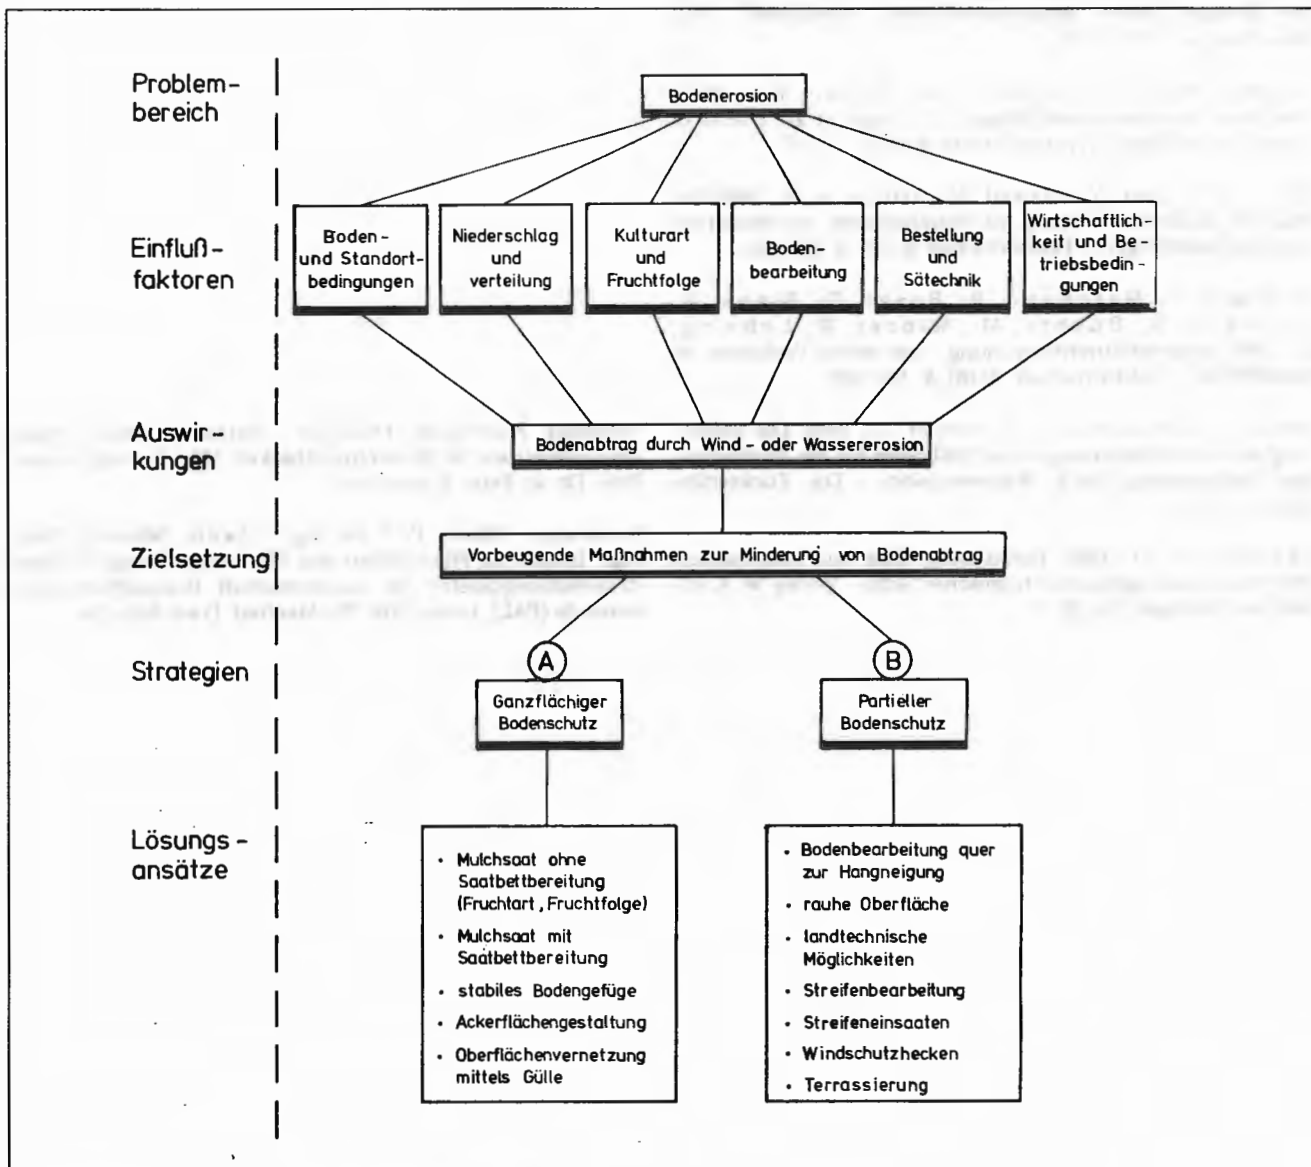 Problem-
bereich
Bodenerosion
Einfluß-
faktoren
Boden-
und Standort-
bedingungen
Niederschlag
und
verteilung
Kulturart
und
Fruchtfolge
Boden-
bearbeitung
Bestellung
und
Sätechnik
Wirtschaftlich-
keit und Be-
triebsbedin-
gungen
Auswir-
kungen
Bodenabtrag durch Wind- oder Wassererosion
Zielsetzung
Vorbeugende Maßnahmen zur Minderung von Bodenabtrag
Strategien
A
Ganzflächiger
Bodenschutz
B
Partieller
Bodenschutz
Lösungs-
ansätze
• Mulchsaat ohne
Saatbettbereitung
(Fruchtart, Fruchtfolge)
• Mulchsaat mit
Saatbettbereitung
• stabiles Bodengefüge
• Ackerflächengestaltung
• Oberflächenvernetzung
mittels Gülle
• Bodenbearbeitung quer
zur Hangneigung
• rauhe Oberfläche
• landtechnische
Möglichkeiten
• Streifenbearbeitung
• Streifeneinsaaten
• Windschutzhecken
• Terrassierung